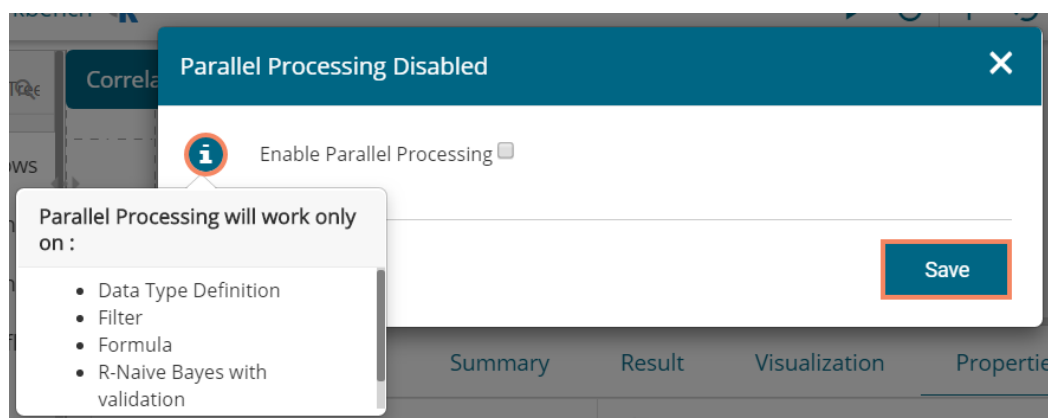 Parallel Processing Disabled
Correla
Enable Parallel Processing
Parallel Processing will work only
on :
Data Type Definition
Filter
Formula
R-Naive Bayes with
validation
Save
Summary
Result
Visualization
Propertie